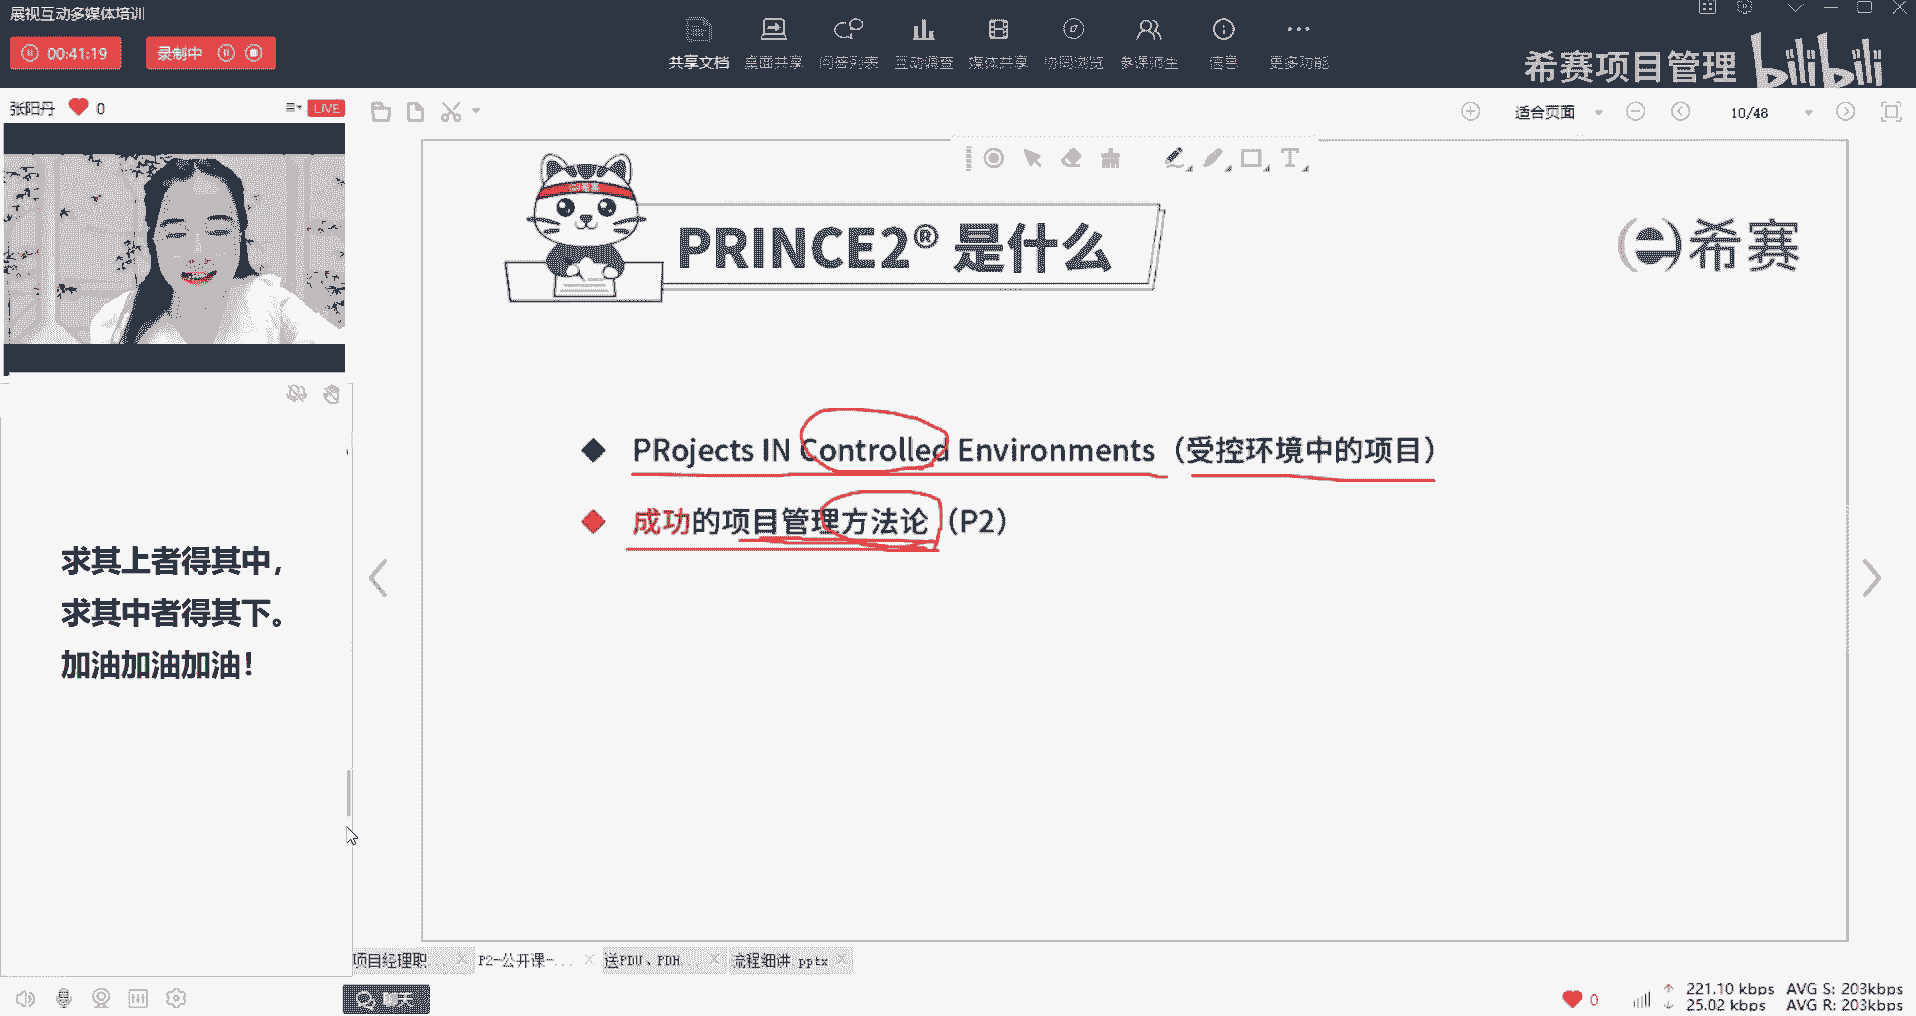 展视互动多媒体培训
00:41:19
录制中
共享文档 桌面共享 问答列表 互动调查 媒体共享 协同浏览 参课师生 信息 更多功能
希赛项目管理 bilibili
张阳丹 0 LIVE
适合页面 10/48
PRINCE2® 是什么
希赛
PRojects IN Controlled Environments（受控环境中的项目）
成功的项目管理方法论（P2）
求其上者得其中，
求其中者得其下。
加油加油加油！
项目经理职... P2-公开课-... 送PDU、PDH... 流程细讲.pptx
聊天
0
221.10 kbps AVG S: 203kbps
25.02 kbps AVG R: 203kbps